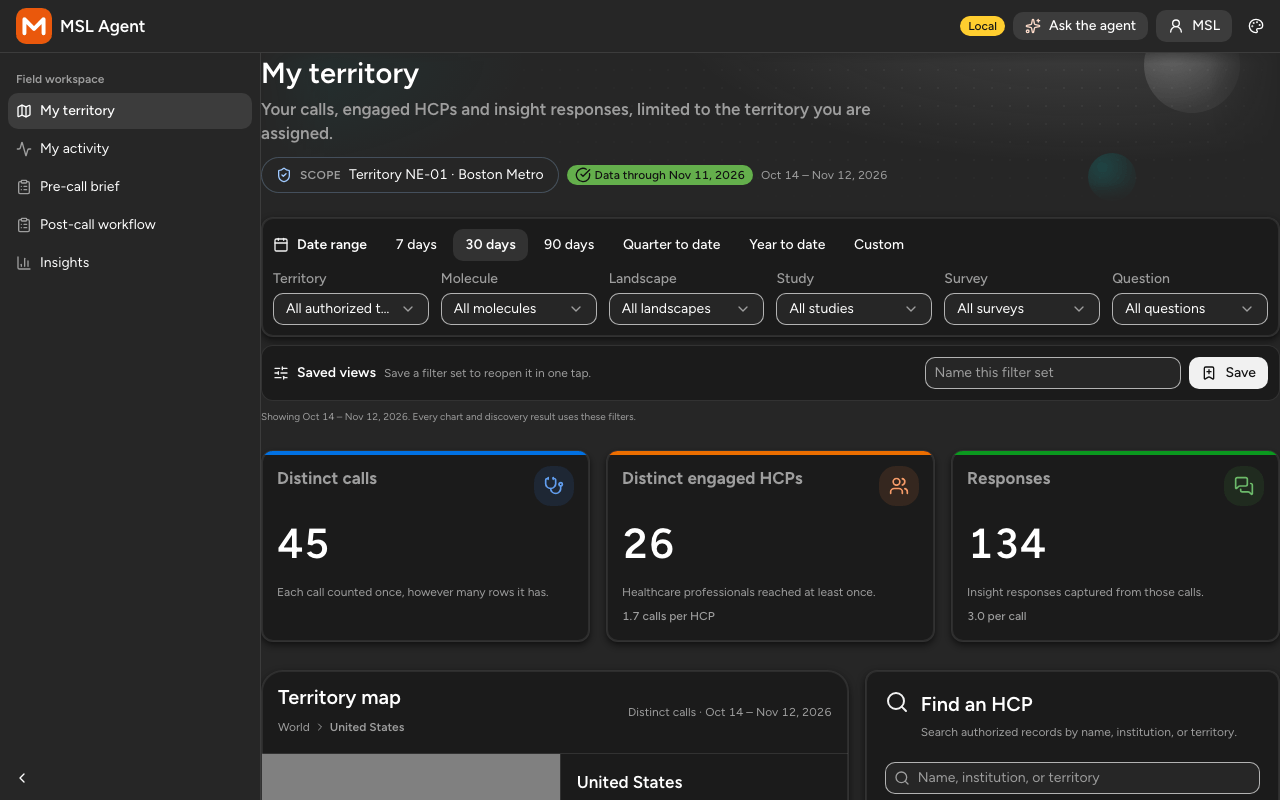 MSL Agent
Local
Ask the agent
MSL
Field workspace
My territory
My activity
Pre-call brief
Post-call workflow
Insights
My territory
Your calls, engaged HCPs and insight responses, limited to the territory you are
assigned.
SCOPE Territory NE-01 · Boston Metro
Data through Nov 11, 2026
Oct 14 – Nov 12, 2026
Date range
7 days
30 days
90 days
Quarter to date
Year to date
Custom
Territory
Molecule
Landscape
Study
Survey
Question
All authorized t...
All molecules
All landscapes
All studies
All surveys
All questions
Saved views
Save a filter set to reopen it in one tap.
Name this filter set
Save
Showing Oct 14 – Nov 12, 2026. Every chart and discovery result uses these filters.
Distinct calls
45
Each call counted once, however many rows it has.
Distinct engaged HCPs
26
Healthcare professionals reached at least once.
1.7 calls per HCP
Responses
134
Insight responses captured from those calls.
3.0 per call
Territory map
World > United States
Distinct calls · Oct 14 – Nov 12, 2026
United States
Find an HCP
Search authorized records by name, institution, or territory.
Name, institution, or territory